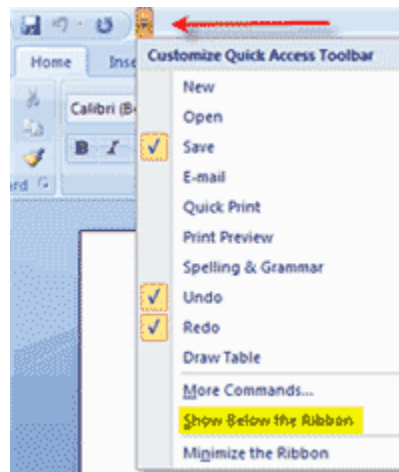 Home Inse
Customize Quick Access Toolbar
New
Calibri (B
Open
B I
Save
E-mail
rd
Quick Print
Print Preview
Spelling & Grammar
Undo
Redo
Draw Table
More Commands...
Show Below the Ribbon
Minimize the Ribbon